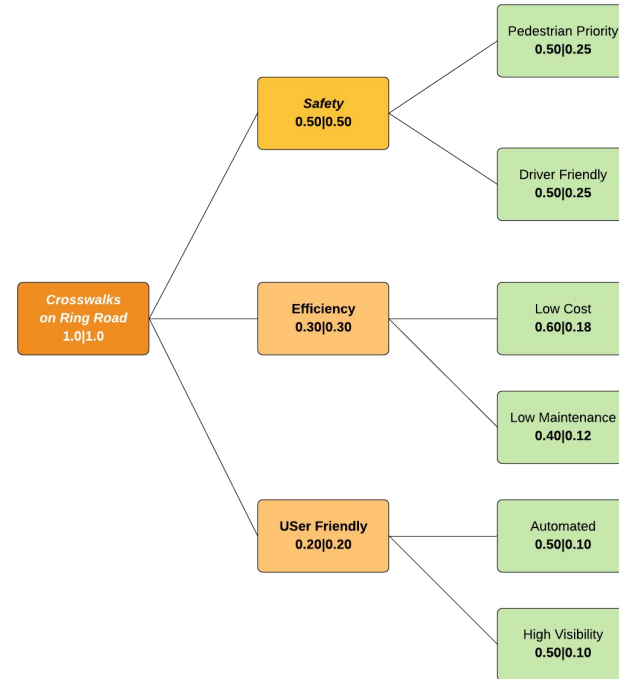 Pedestrian Priority
0.50|0.25
Safety
0.50|0.50
Driver Friendly
0.50|0.25
Crosswalks
on Ring Road
1.0|1.0
Efficiency
0.30|0.30
Low Cost
0.60|0.18
Low Maintenance
0.40|0.12
USer Friendly
0.20|0.20
Automated
0.50|0.10
High Visibility
0.50|0.10